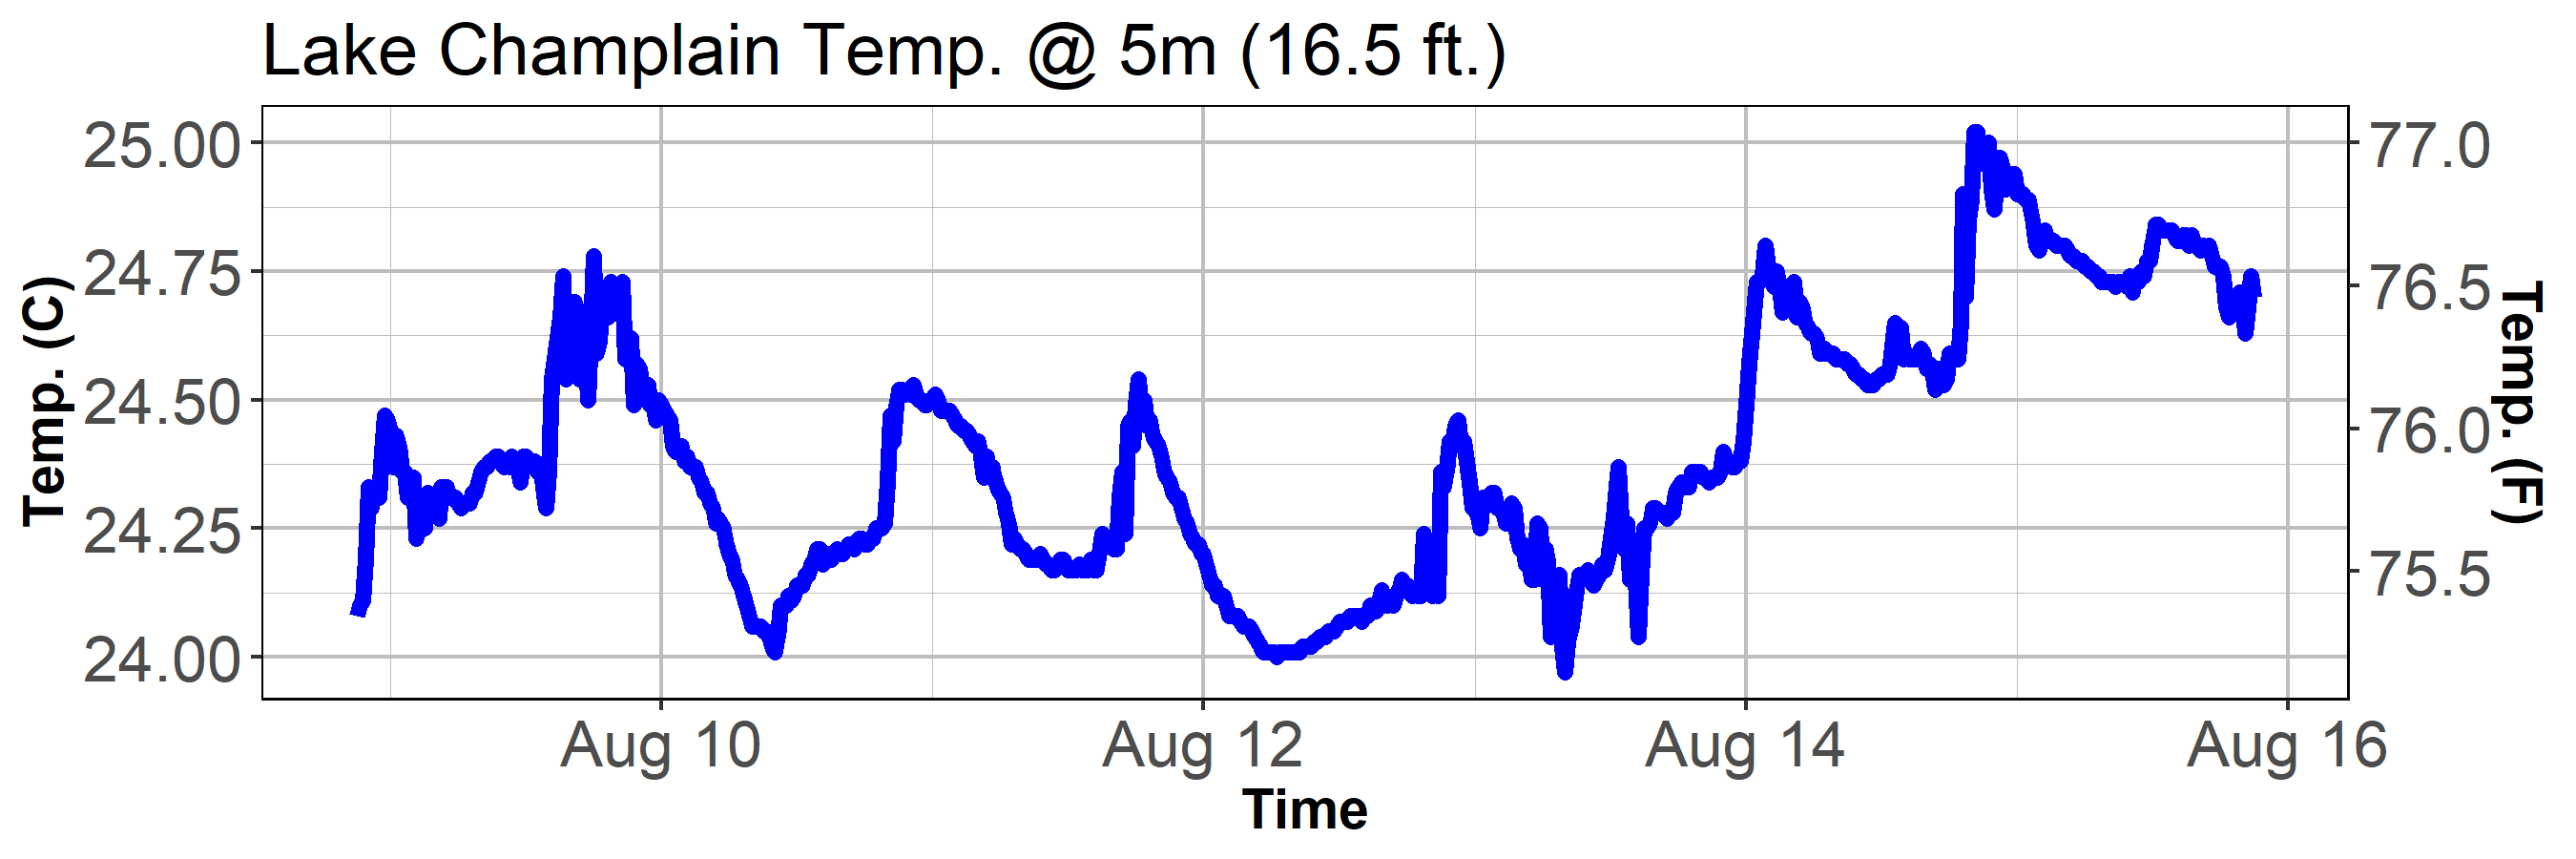 Lake Champlain Temp. @ 5m (16.5 ft.)
Temp. (C)
25.00
24.75
24.50
24.25
24.00
77.0
76.5
76.0
75.5
Temp. (F)
Aug 10
Aug 12
Aug 14
Aug 16
Time